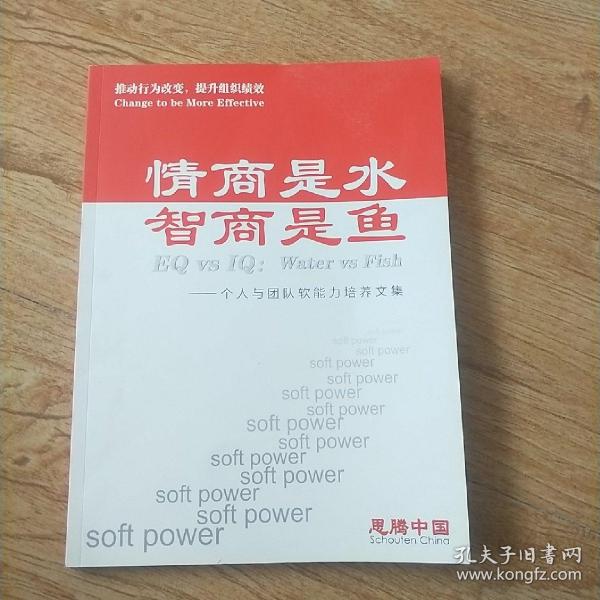 推动行为改变，提升组织绩效
Change to be More Effective
情商是水
智商是鱼
EQ vs IQ: Water vs Fish
——个人与团队软能力培养文集
soft power
soft power
soft power
soft power
soft power
soft power
soft power
soft power
soft power
soft power
soft power
soft power
soft power
soft power
思腾中国
Schouten China
孔夫子旧书网
www.kongfz.com